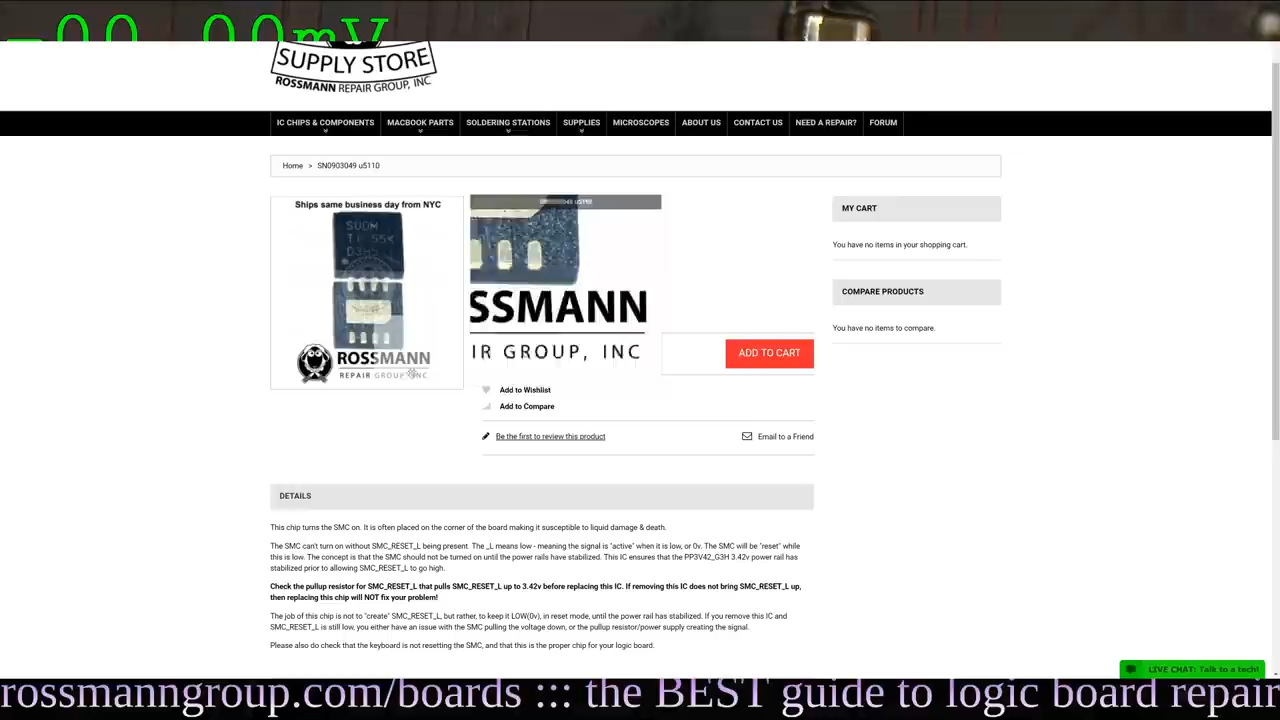 -00.00mV
SUPPLY STORE
ROSSMANN REPAIR GROUP, INC
IC CHIPS & COMPONENTS MACBOOK PARTS SOLDERING STATIONS SUPPLIES MICROSCOPES ABOUT US CONTACT US NEED A REPAIR? FORUM
Home > SN0903049 u5110
Ships same business day from NYC
ROSSMANN
REPAIR GROUP, INC
OSSMANN
IR GROUP, INC
ADD TO CART
Add to Wishlist
Add to Compare
Be the first to review this product
Email to a Friend
MY CART
You have no items in your shopping cart.
COMPARE PRODUCTS
You have no items to compare.
DETAILS
This chip turns the SMC on. It is often placed on the corner of the board making it susceptible to liquid damage & death.
The SMC can't turn on without SMC_RESET_L being present. The _L means low - meaning the signal is "active" when it is low, or 0v. The SMC will be "reset" while
this is low. The concept is that the SMC should not be turned on until the power rails have stabilized. This IC ensures that the PP3V42_G3H 3.42v power rail has
stabilized prior to allowing SMC_RESET_L to go high.
Check the pullup resistor for SMC_RESET_L that pulls SMC_RESET_L up to 3.42v before replacing this IC. If removing this IC does not bring SMC_RESET_L up,
then replacing this chip will NOT fix your problem!
The job of this chip is not to "create" SMC_RESET_L, but rather, to keep it LOW(0v), in reset mode, until the power rail has stabilized. If you remove this IC and
SMC_RESET_L is still low, you either have an issue with the SMC pulling the voltage down, or the pullup resistor/power supply creating the signal.
Please also do check that the keyboard is not resetting the SMC, and that this is the proper chip for your logic board.
LIVE CHAT: Talk to a tech!
rossmanngroup.com/boards ::: the BEST guide to logic board repair